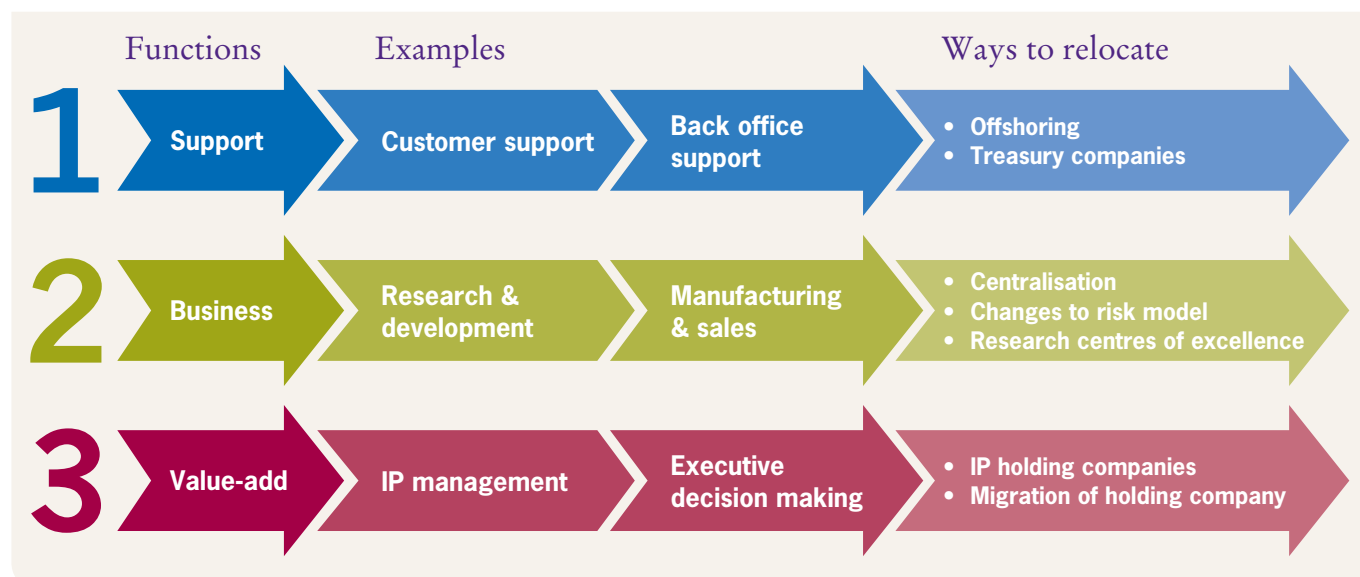 Functions
Examples
Ways to relocate
1
Support
Customer support
Back office
support
• Offshoring
• Treasury companies
2
Business
Research &
development
Manufacturing
& sales
• Centralisation
• Changes to risk model
• Research centres of excellence
3
Value-add
IP management
Executive
decision making
• IP holding companies
• Migration of holding company